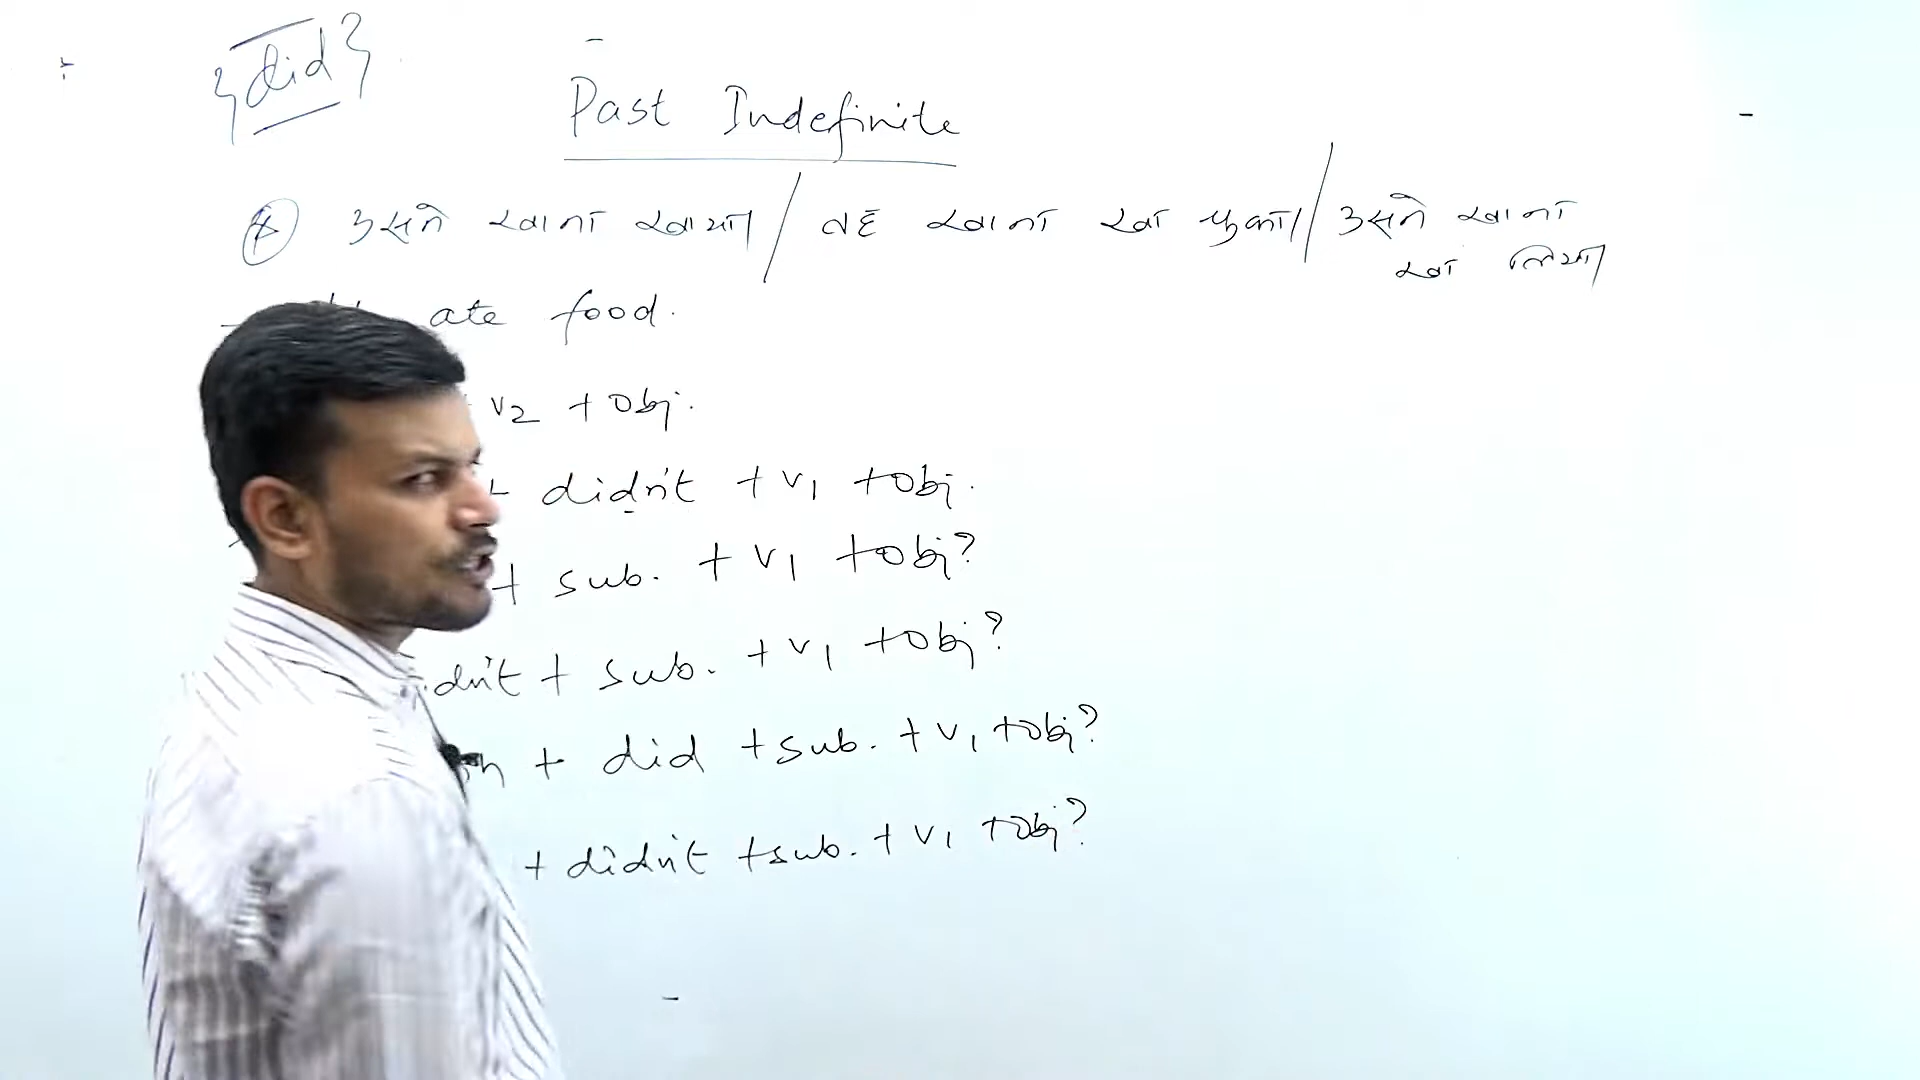 {did}
Past Indefinite
उसने खाना खाया / वह खाना खा चुका / उसने खाना
खा लिया
ate food.
V2 + obj.
+ didn't + V1 + obj.
+ sub. + V1 + obj?
+ sub. + V1 + obj?
+ did + sub. + V1 + obj?
+ didn't + sub. + V1 + obj?